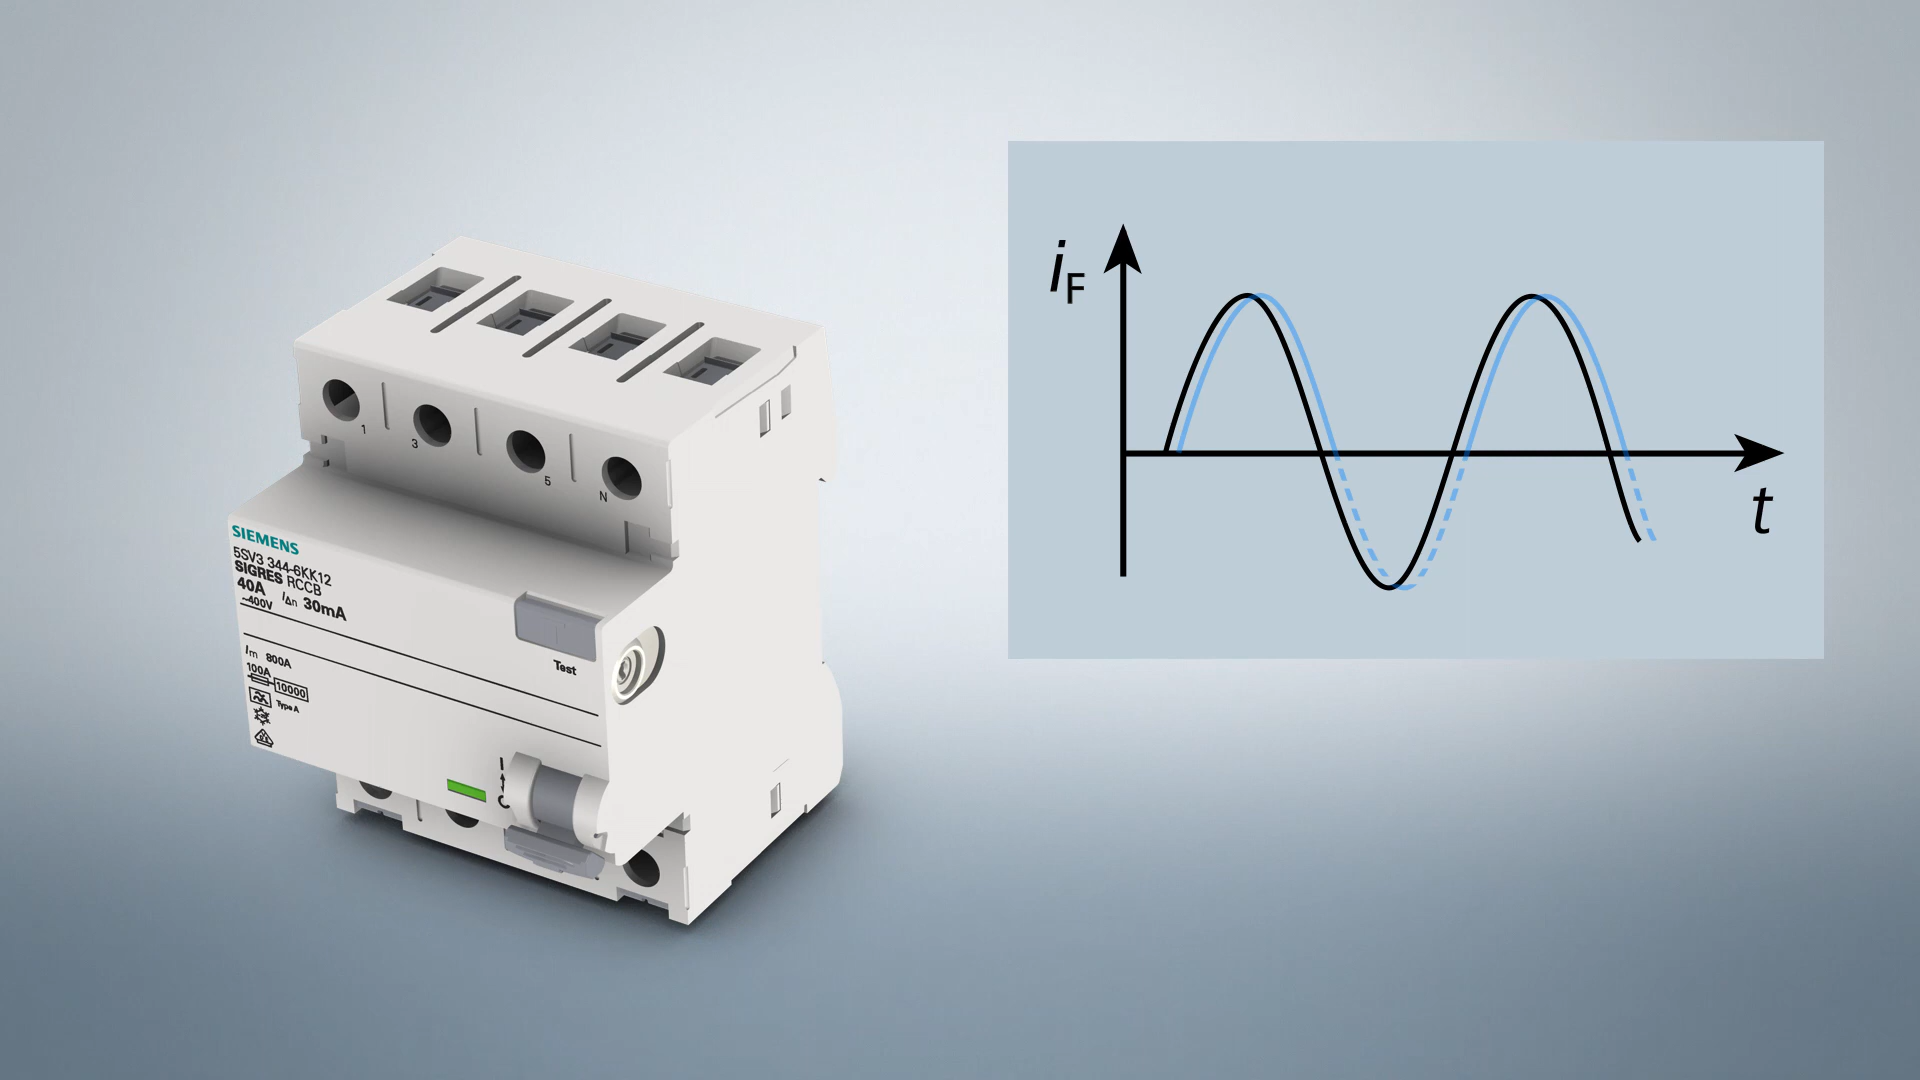 1
3
5
N
SIEMENS
5SV3 344-6KK12
SIGRES RCCB
40A
~400V IΔn 30mA
Test
Im 800A
100A
10000
Type A
I
iF
t